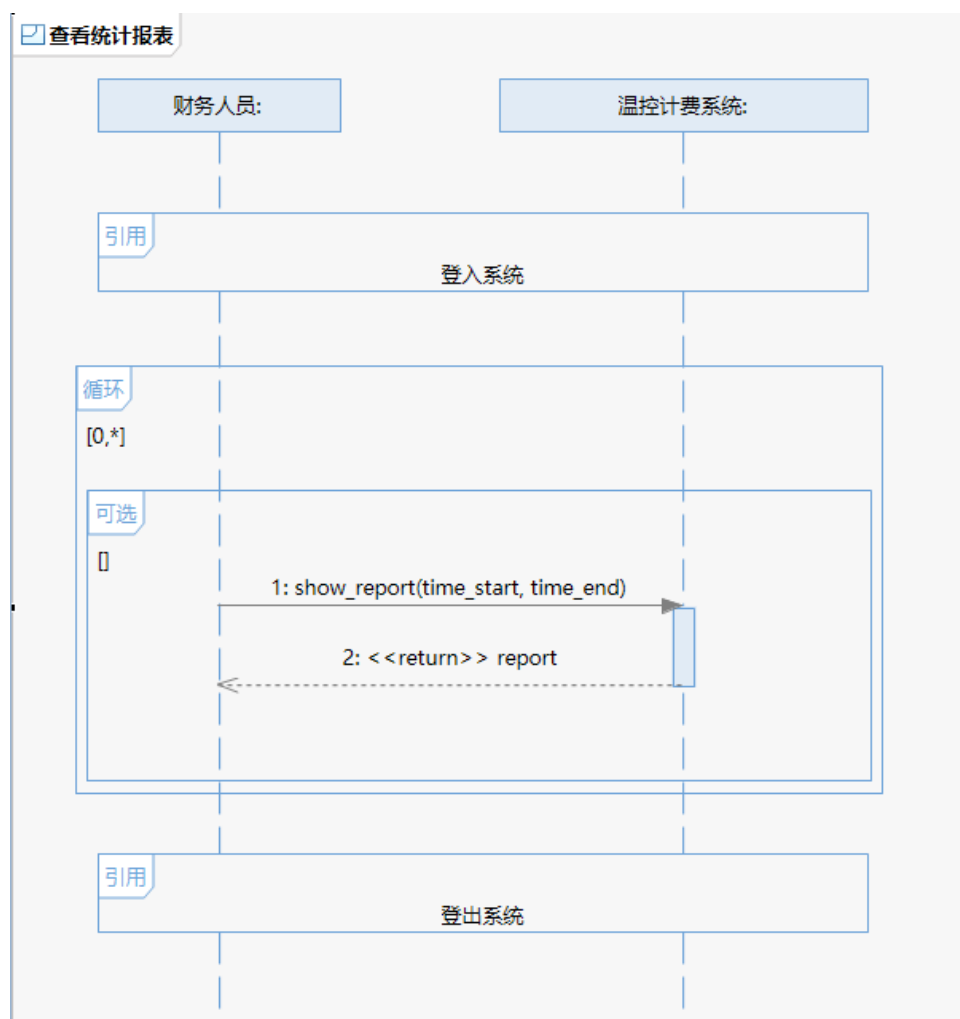 查看统计报表
财务人员:
温控计费系统:
引用
登入系统
循环
[0,*]
可选
[]
1: show_report(time_start, time_end)
2: <<return>> report
引用
登出系统